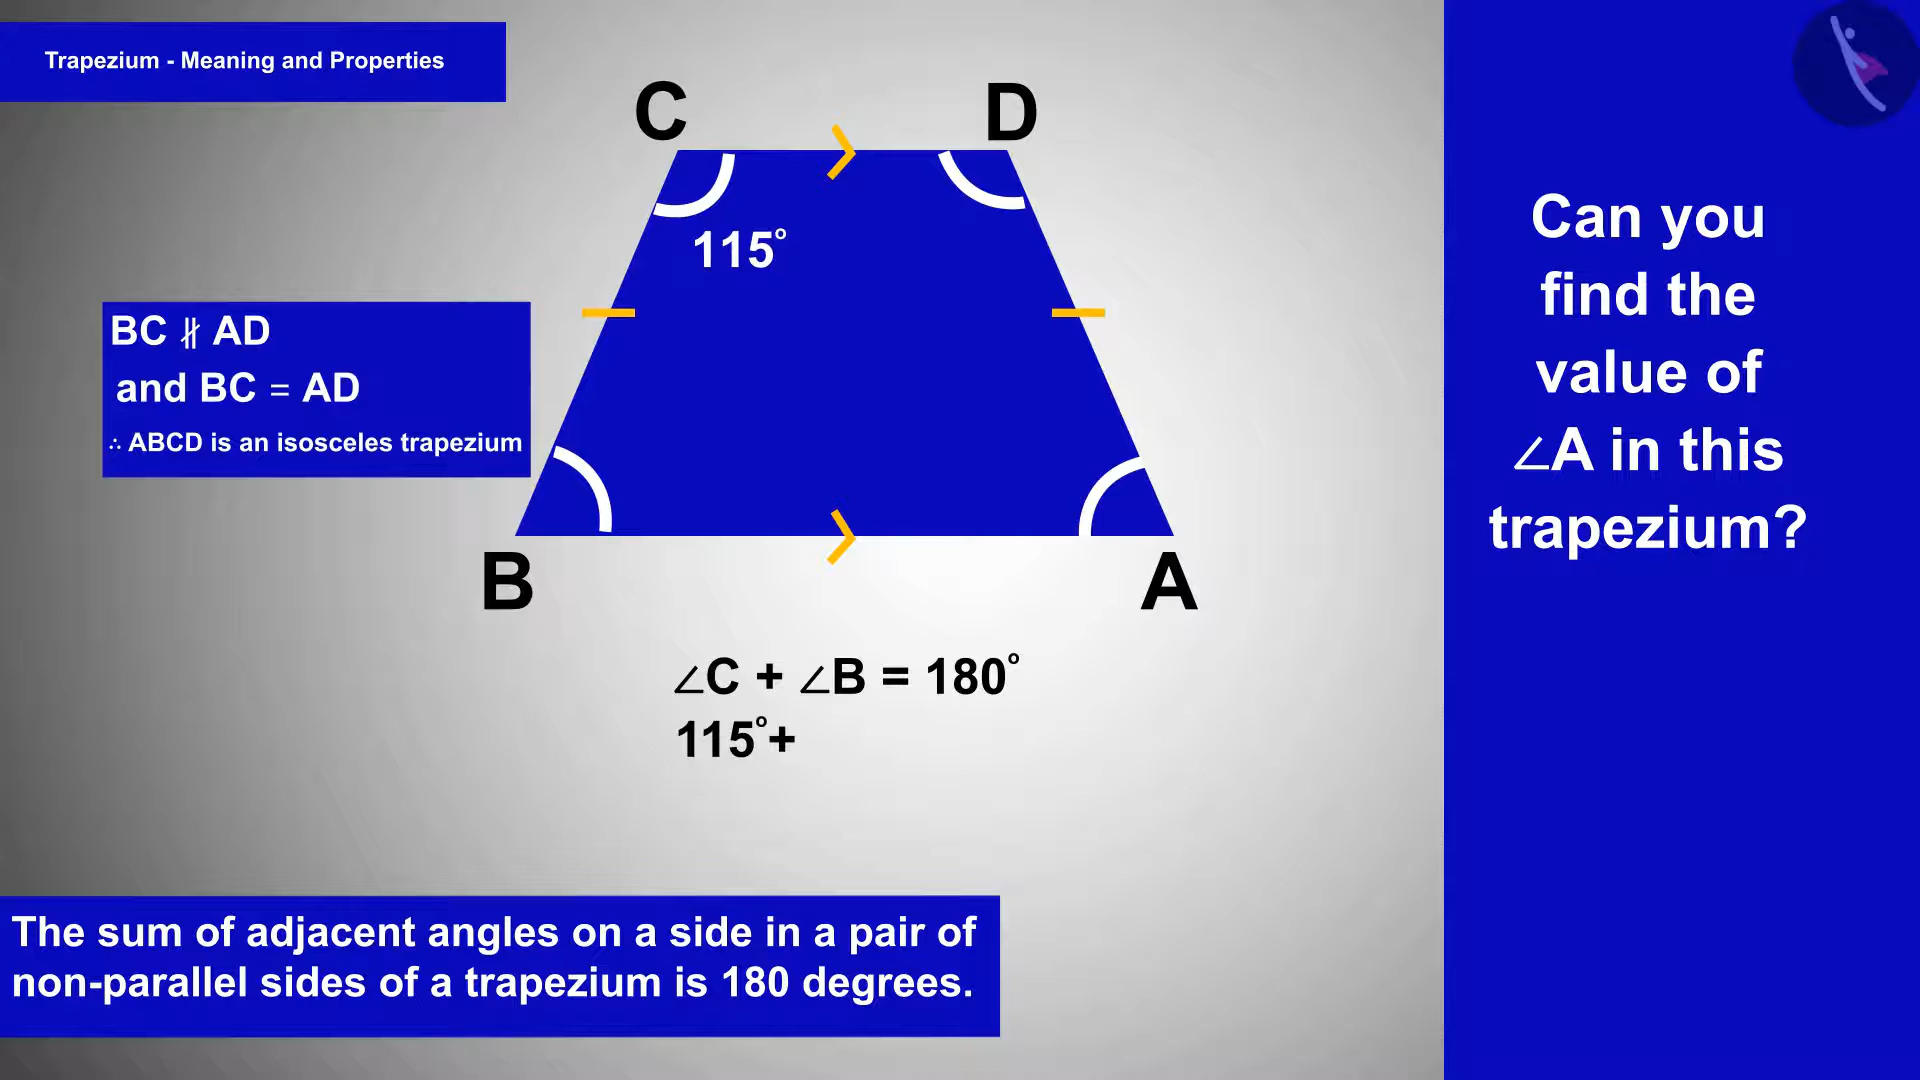 Trapezium - Meaning and Properties
C
D
115°
BC ∦ AD
and BC = AD
∴ ABCD is an isosceles trapezium
B
A
∠C + ∠B = 180°
115°+
The sum of adjacent angles on a side in a pair of
non-parallel sides of a trapezium is 180 degrees.
Can you
find the
value of
∠A in this
trapezium?